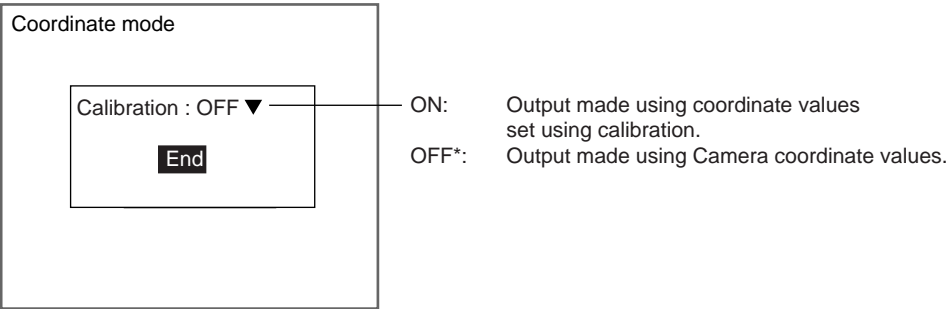 Coordinate mode
Calibration : OFF ▼
End
ON: Output made using coordinate values
set using calibration.
OFF*: Output made using Camera coordinate values.